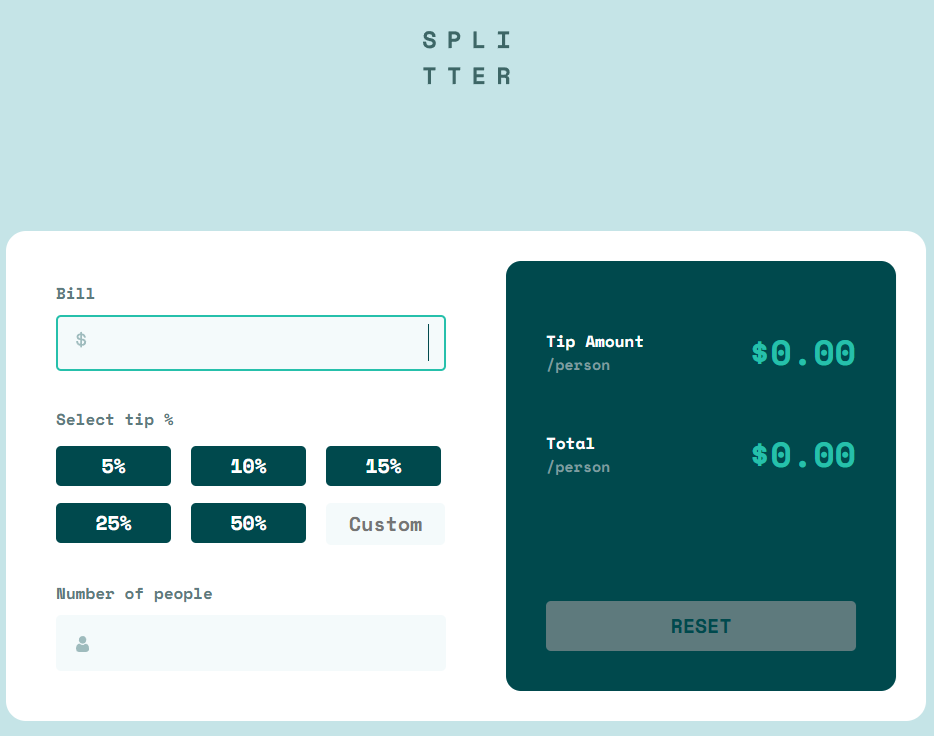 SPLI
TTER
Bill
$
Select tip %
5% 10% 15%
25% 50% Custom
Number of people
Tip Amount
/person
$0.00
Total
/person
$0.00
RESET